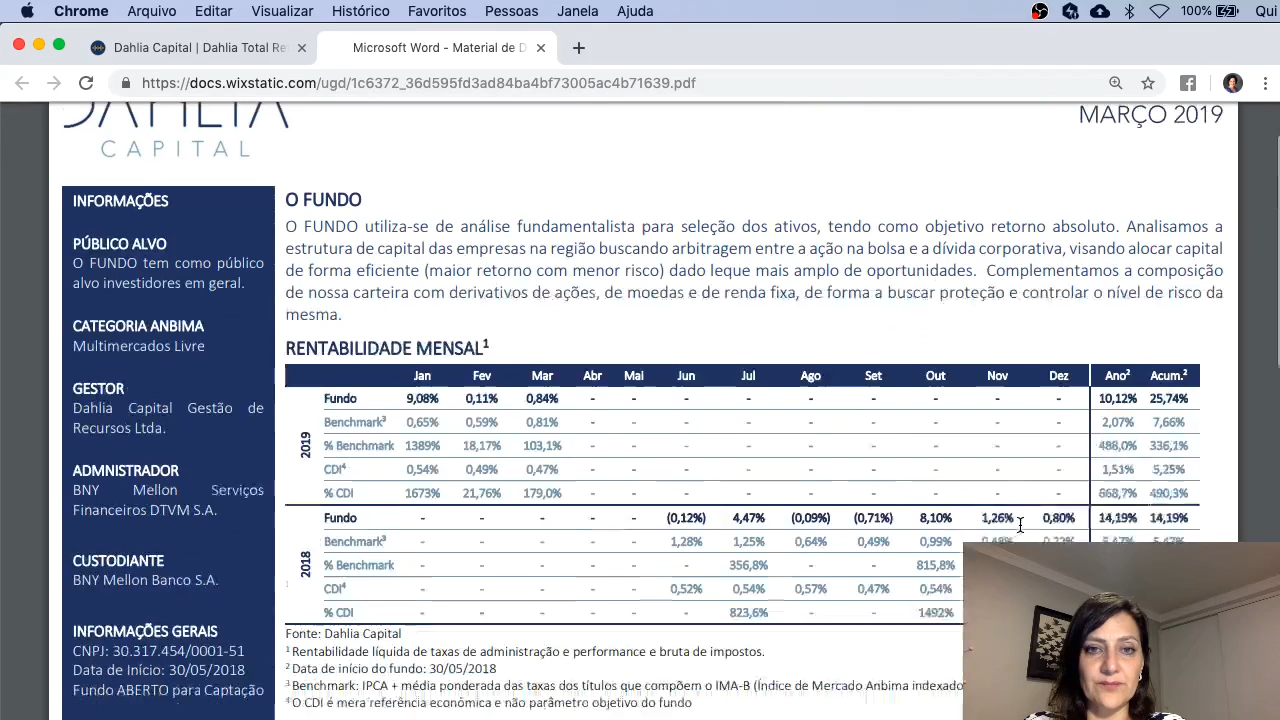 Chrome Arquivo Editar Visualizar Histórico Favoritos Pessoas Janela Ajuda 100% Qui
Dahlia Capital | Dahlia Total Re
Microsoft Word - Material de D
https://docs.wixstatic.com/ugd/1c6372_36d595fd3ad84ba4bf73005ac4b71639.pdf
DAHLIA
CAPITAL
MARÇO 2019
INFORMAÇÕES
PÚBLICO ALVO
O FUNDO tem como público
alvo investidores em geral.
CATEGORIA ANBIMA
Multimercados Livre
GESTOR
Dahlia Capital Gestão de
Recursos Ltda.
ADMNISTRADOR
BNY Mellon Serviços
Financeiros DTVM S.A.
CUSTODIANTE
BNY Mellon Banco S.A.
INFORMAÇÕES GERAIS
CNPJ: 30.317.454/0001-51
Data de Início: 30/05/2018
Fundo ABERTO para Captação
O FUNDO
O FUNDO utiliza-se de análise fundamentalista para seleção dos ativos, tendo como objetivo retorno absoluto. Analisamos a
estrutura de capital das empresas na região buscando arbitragem entre a ação na bolsa e a dívida corporativa, visando alocar capital
de forma eficiente (maior retorno com menor risco) dado leque mais amplo de oportunidades. Complementamos a composição
de nossa carteira com derivativos de ações, de moedas e de renda fixa, de forma a buscar proteção e controlar o nível de risco da
mesma.
RENTABILIDADE MENSAL¹
Jan Fev Mar Abr Mai Jun Jul Ago Set Out Nov Dez Ano² Acum.²
2019
Fundo 9,08% 0,11% 0,84% - - - - - - - - - 10,12% 25,74%
Benchmark³ 0,65% 0,59% 0,81% - - - - - - - - - 2,07% 7,66%
% Benchmark 1389% 18,17% 103,1% - - - - - - - - - 488,0% 336,1%
CDI⁴ 0,54% 0,49% 0,47% - - - - - - - - - 1,51% 5,25%
% CDI 1673% 21,76% 179,0% - - - - - - - - - 668,7% 490,3%
2018
Fundo - - - - - (0,12%) 4,47% (0,09%) (0,71%) 8,10% 1,26% 0,80% 14,19% 14,19%
Benchmark³ - - - - - 1,28% 1,25% 0,64% 0,49% 0,99%
% Benchmark - - - - - - 356,8% - - 815,8%
CDI⁴ - - - - - 0,52% 0,54% 0,57% 0,47% 0,54%
% CDI - - - - - - 823,6% - - 1492%
Fonte: Dahlia Capital
¹ Rentabilidade líquida de taxas de administração e performance e bruta de impostos.
² Data de início do fundo: 30/05/2018
³ Benchmark: IPCA + média ponderada das taxas dos títulos que compõem o IMA-B (Índice de Mercado Anbima indexado
⁴ O CDI é mera referência econômica e não parâmetro objetivo do fundo